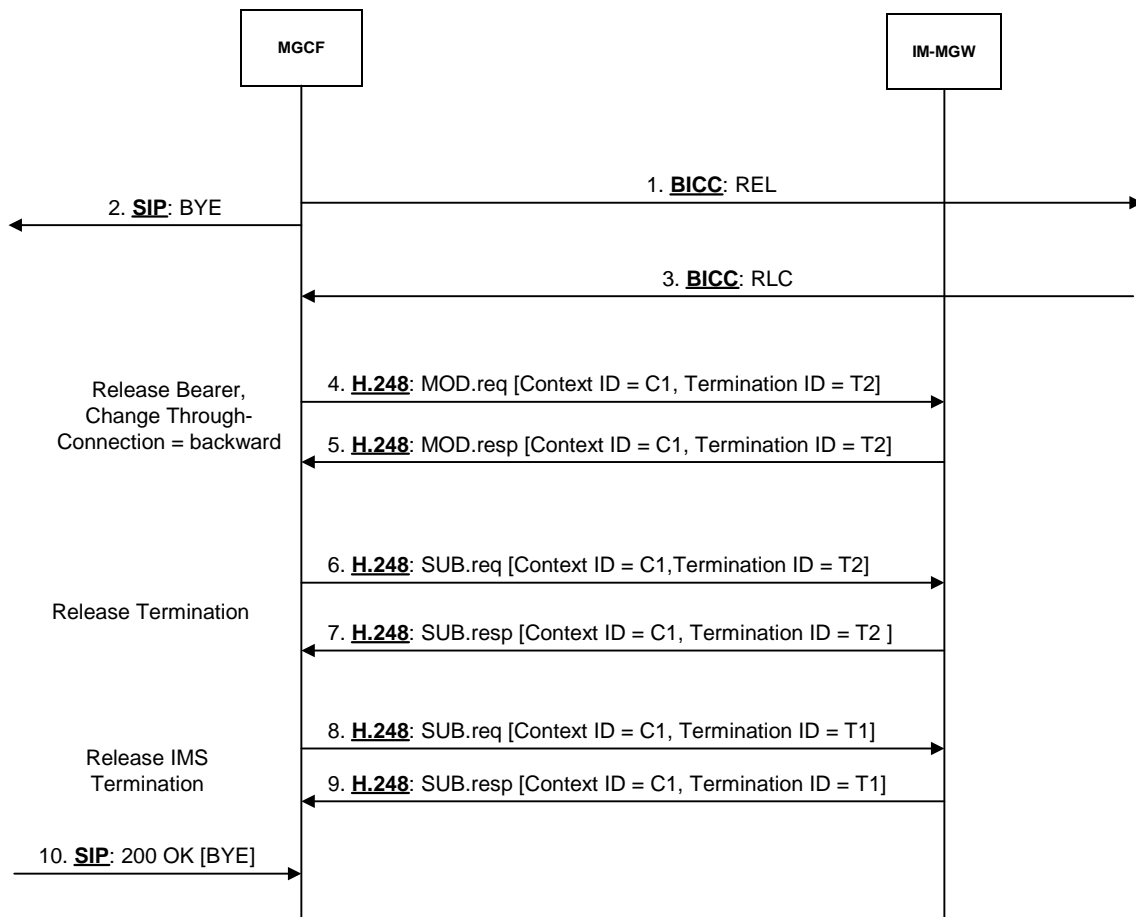 MGCF
IM-MGW
1. BICC: REL
2. SIP: BYE
3. BICC: RLC
Release Bearer,
Change Through-
Connection = backward
4. H.248: MOD.req [Context ID = C1, Termination ID = T2]
5. H.248: MOD.resp [Context ID = C1, Termination ID = T2]
6. H.248: SUB.req [Context ID = C1,Termination ID = T2]
Release Termination
7. H.248: SUB.resp [Context ID = C1, Termination ID = T2 ]
8. H.248: SUB.req [Context ID = C1, Termination ID = T1]
Release IMS
Termination
9. H.248: SUB.resp [Context ID = C1, Termination ID = T1]
10. SIP: 200 OK [BYE]